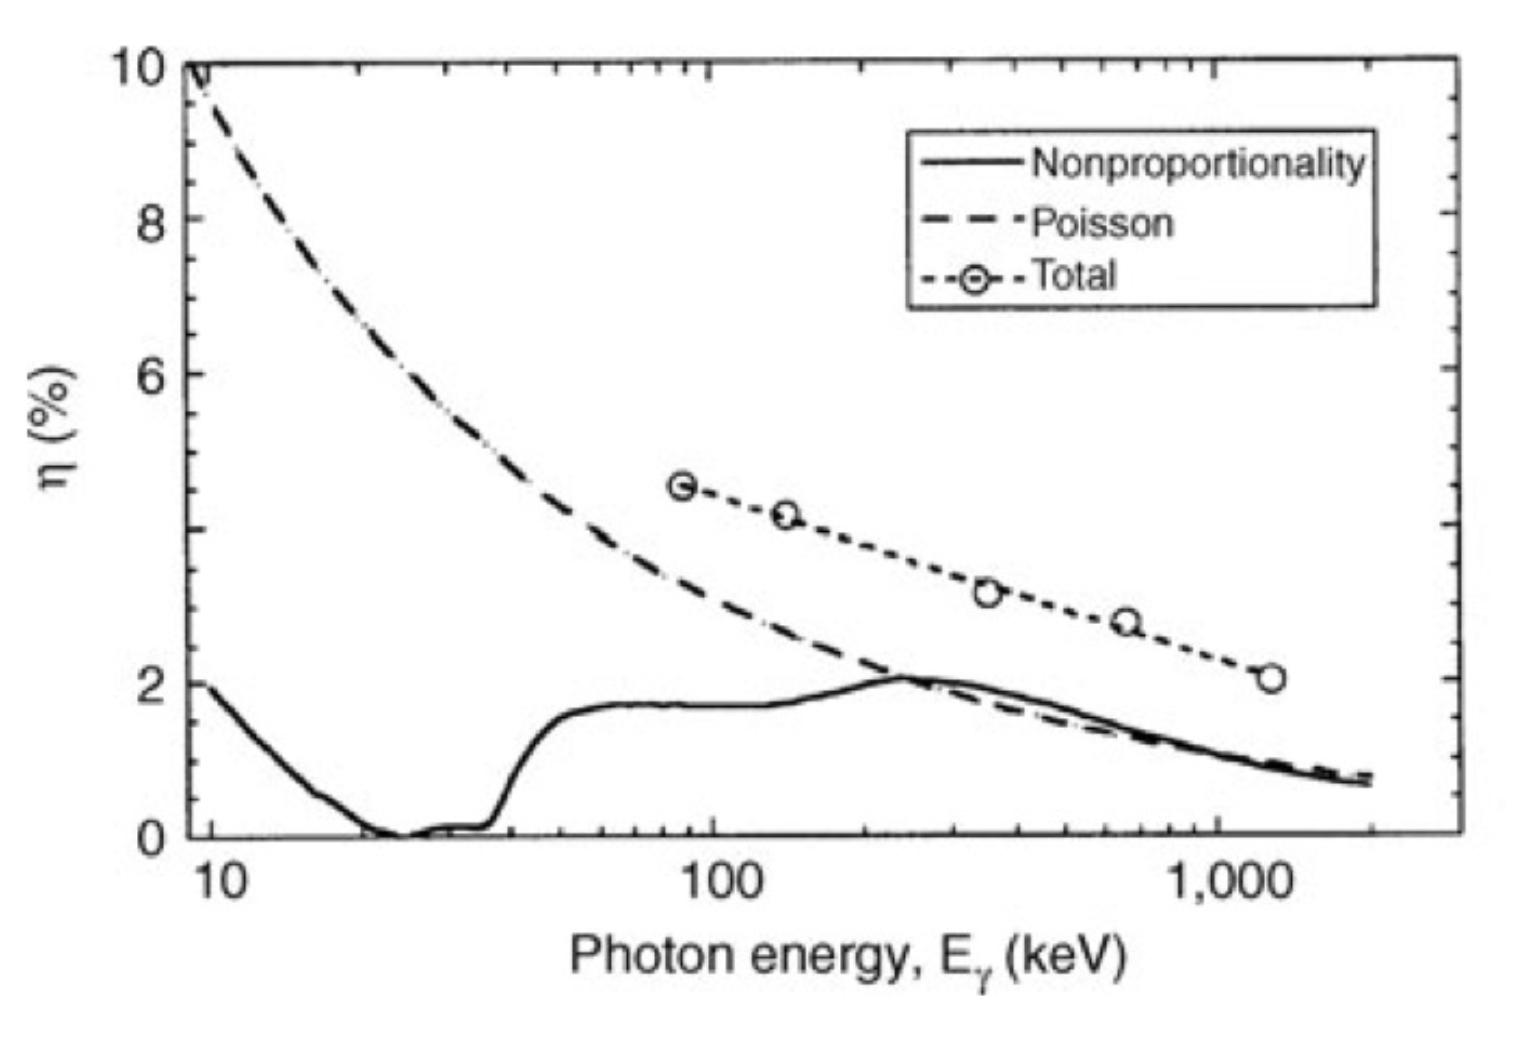 10
8
6
2
0
η (%)
Nonproportionality
Poisson
Total
10 100 1,000
Photon energy, Eγ (keV)